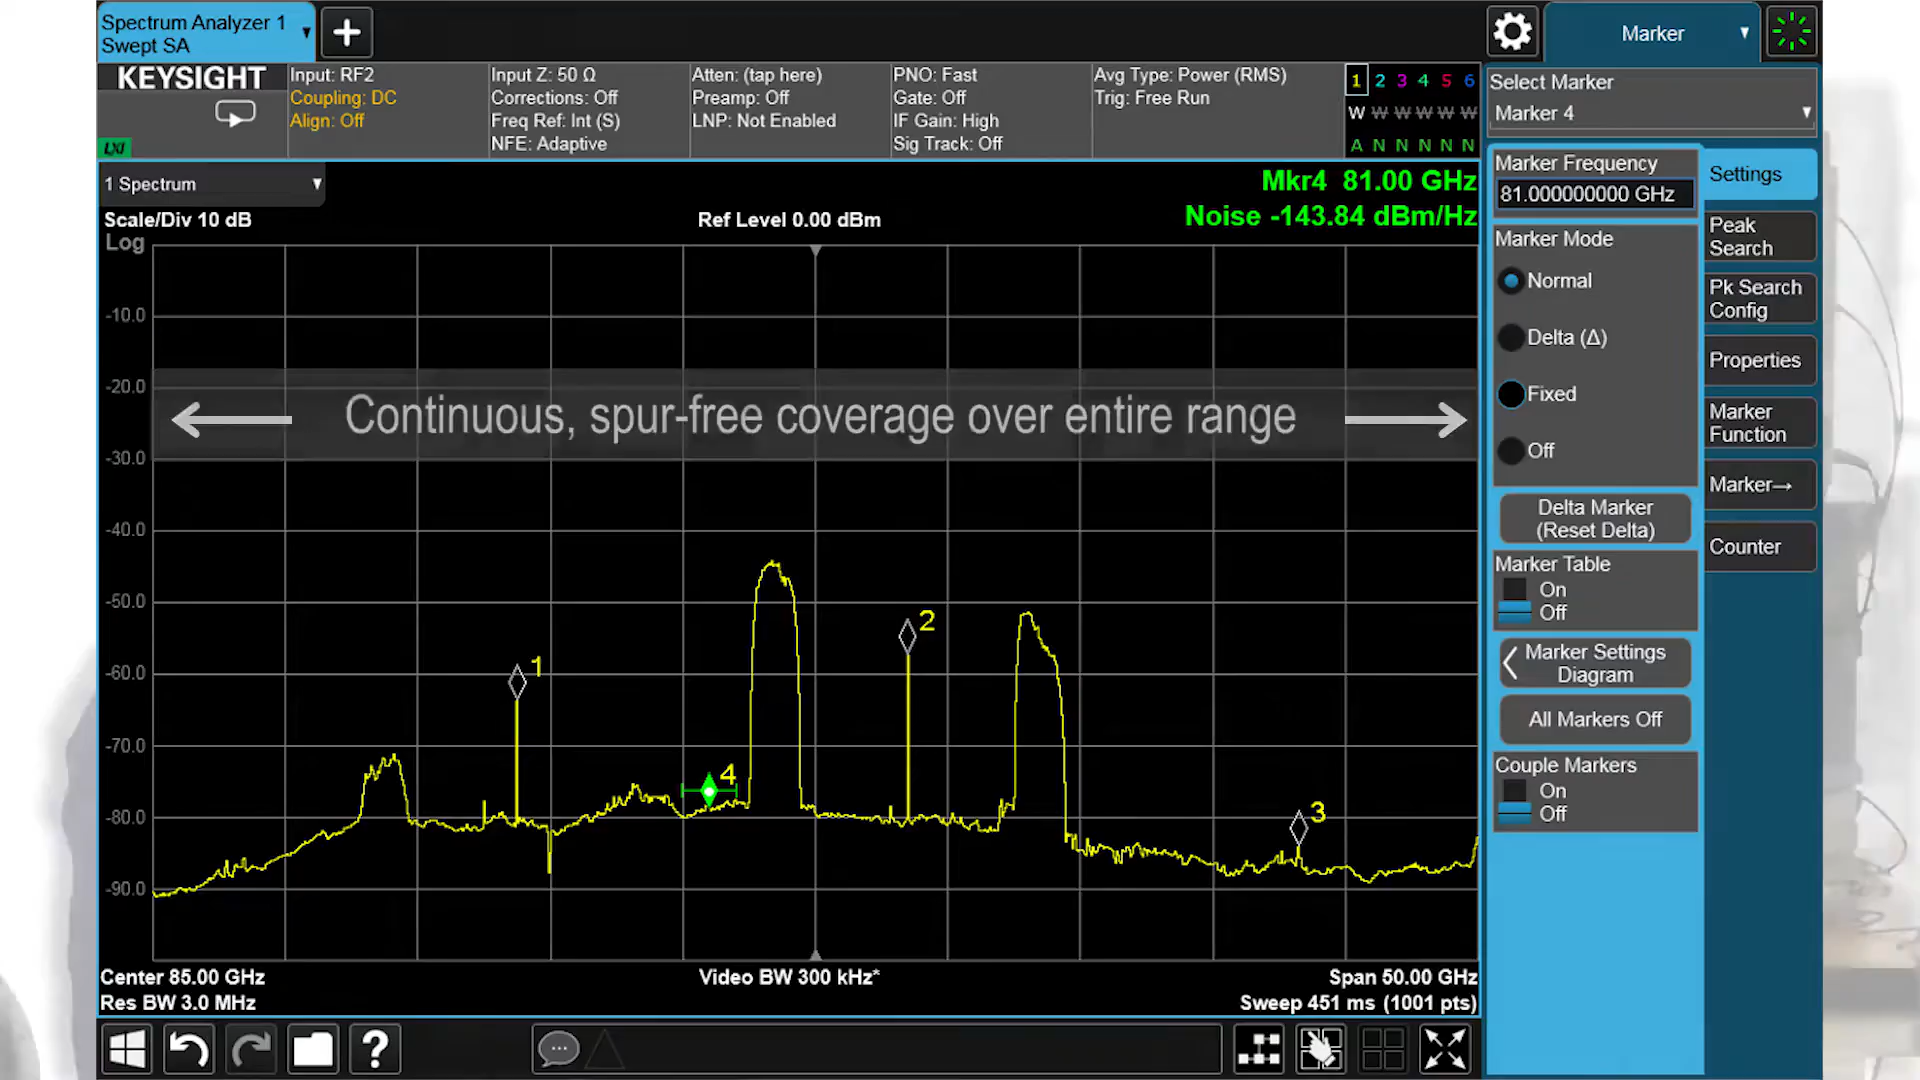 Spectrum Analyzer 1
Swept SA
Marker
KEYSIGHT
LXI
Input: RF2
Coupling: DC
Align: Off
Input Z: 50 Ω
Corrections: Off
Freq Ref: Int (S)
NFE: Adaptive
Atten: (tap here)
Preamp: Off
LNP: Not Enabled
PNO: Fast
Gate: Off
IF Gain: High
Sig Track: Off
Avg Type: Power (RMS)
Trig: Free Run
1 2 3 4 5 6
W W W W W W
A N N N N N
Select Marker
Marker 4
1 Spectrum
Mkr4 81.00 GHz
Noise -143.84 dBm/Hz
Scale/Div 10 dB
Ref Level 0.00 dBm
Log
-10.0
-20.0
-30.0
-40.0
-50.0
-60.0
-70.0
-80.0
-90.0
Continuous, spur-free coverage over entire range
1
2
3
4
Center 85.00 GHz
Res BW 3.0 MHz
Video BW 300 kHz*
Span 50.00 GHz
Sweep 451 ms (1001 pts)
Marker Frequency
81.000000000 GHz
Marker Mode
Normal
Delta (Δ)
Fixed
Off
Delta Marker
(Reset Delta)
Marker Table
On
Off
Marker Settings
Diagram
All Markers Off
Couple Markers
On
Off
Settings
Peak
Search
Pk Search
Config
Properties
Marker
Function
Marker→
Counter
?